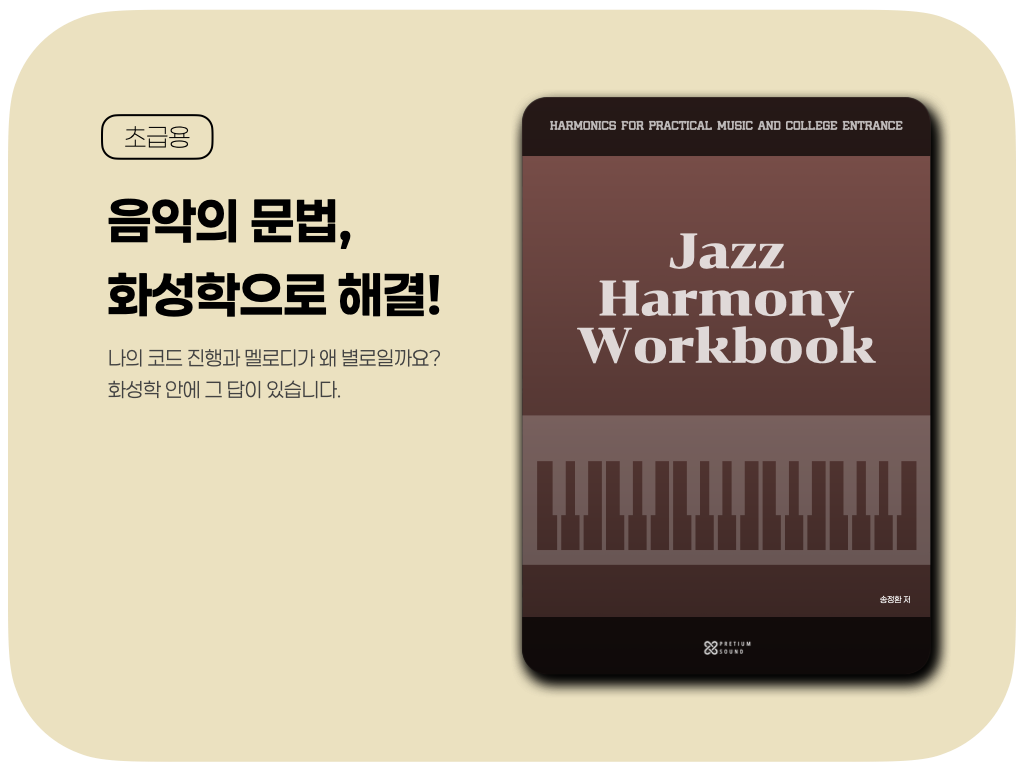 초급용
음악의 문법,
화성학으로 해결!
나의 코드 진행과 멜로디가 왜 별로일까요?
화성학 안에 그 답이 있습니다.
HARMONICS FOR PRACTICAL MUSIC AND COLLEGE ENTRANCE
Jazz
Harmony
Workbook
송정환 저
PRETIUM
SOUND